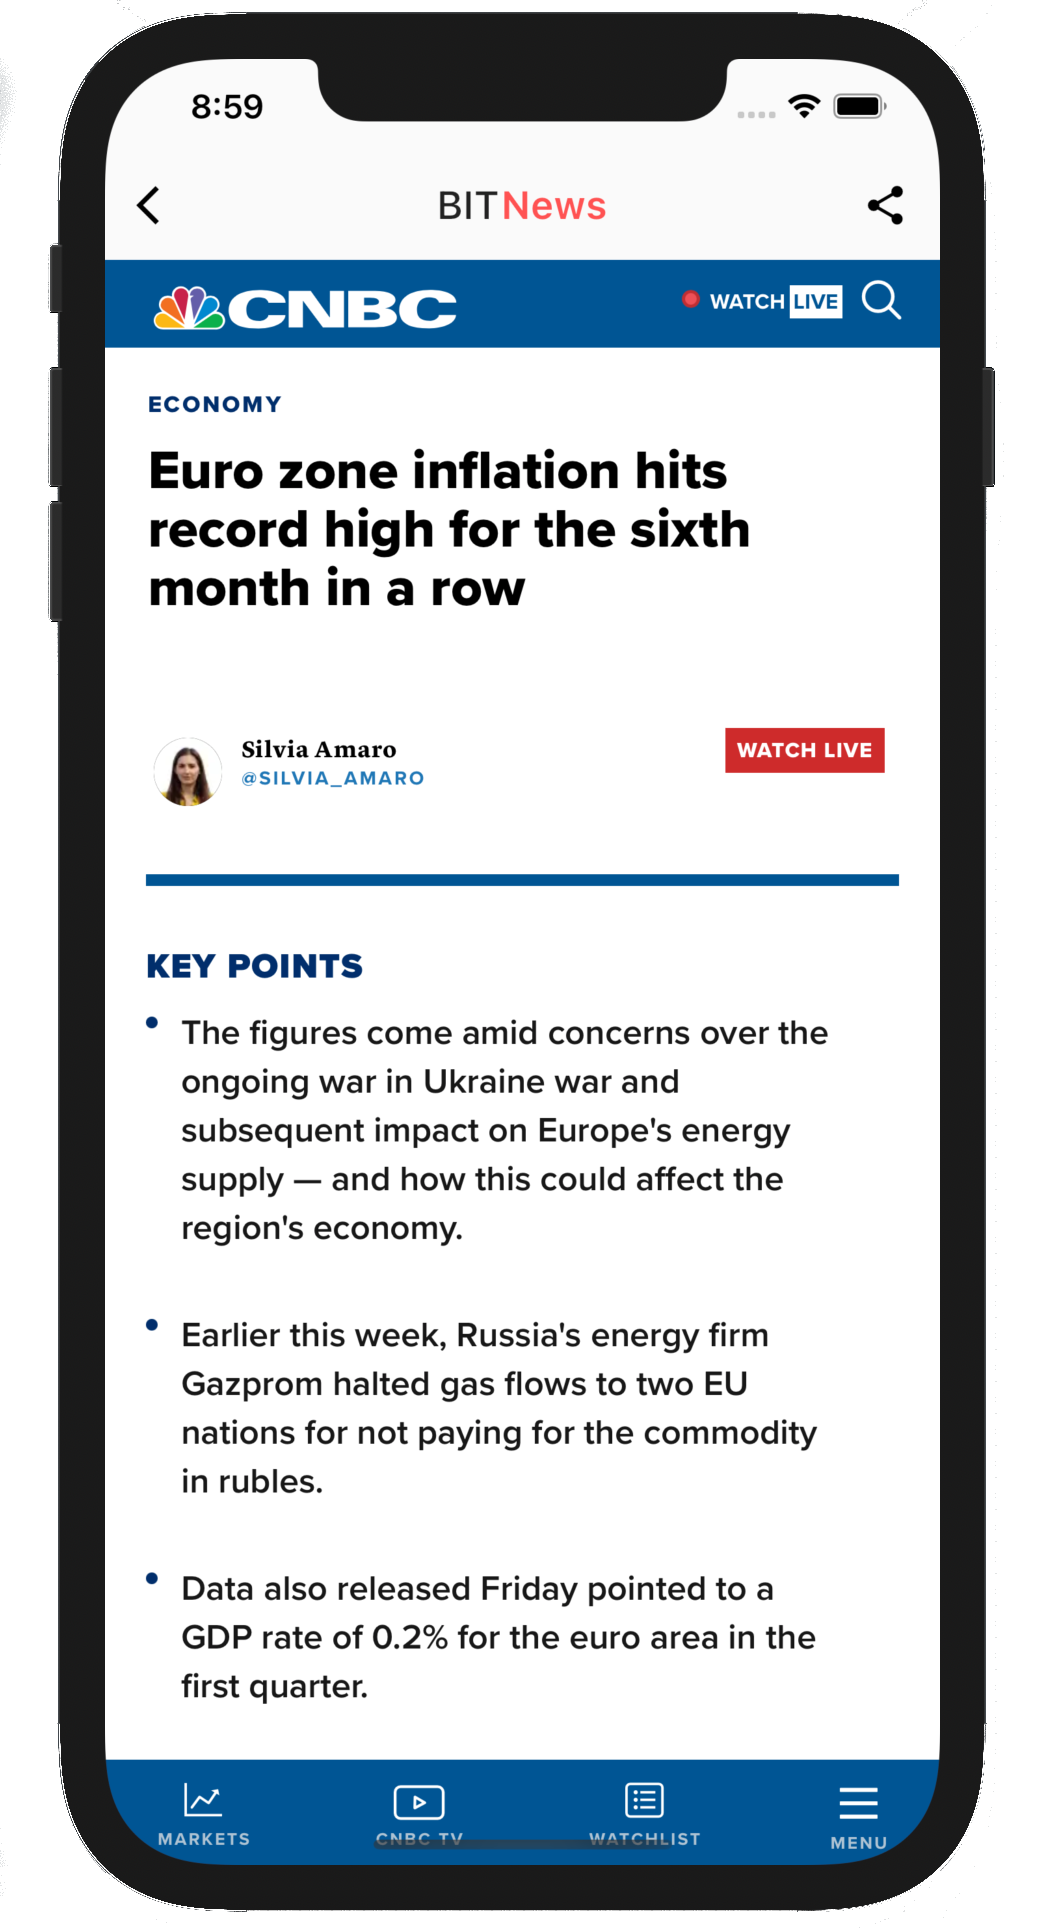 8:59
BITNews
CNBC
WATCH LIVE
ECONOMY
Euro zone inflation hits
record high for the sixth
month in a row
Silvia Amaro
@SILVIA_AMARO
WATCH LIVE
KEY POINTS
• The figures come amid concerns over the
ongoing war in Ukraine war and
subsequent impact on Europe's energy
supply — and how this could affect the
region's economy.
• Earlier this week, Russia's energy firm
Gazprom halted gas flows to two EU
nations for not paying for the commodity
in rubles.
• Data also released Friday pointed to a
GDP rate of 0.2% for the euro area in the
first quarter.
MARKETS
CNBC TV
WATCHLIST
MENU